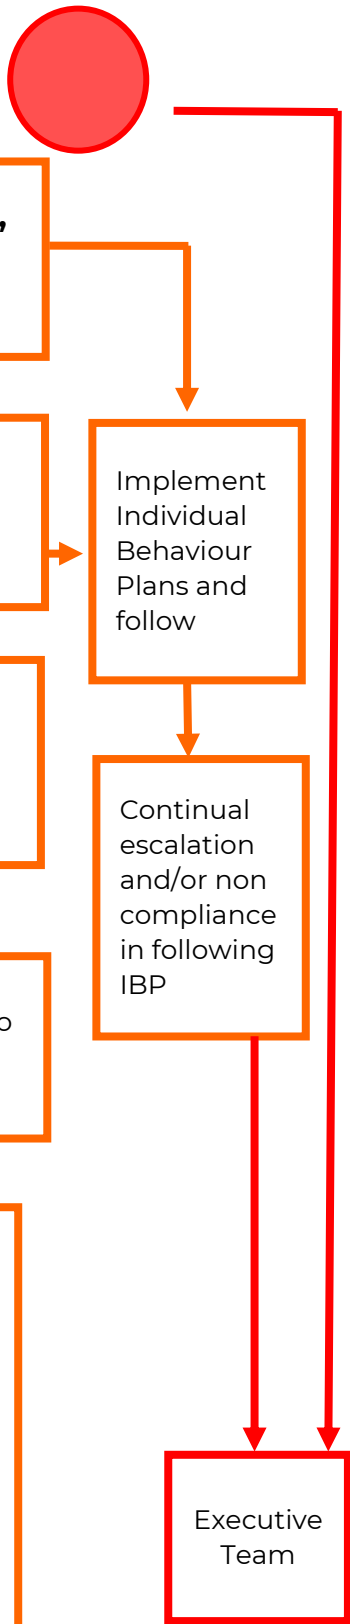 ,
Implement
Individual
Behaviour
Plans and
follow
Continual
escalation
and/or non
compliance
in following
IBP
o
Executive
Team